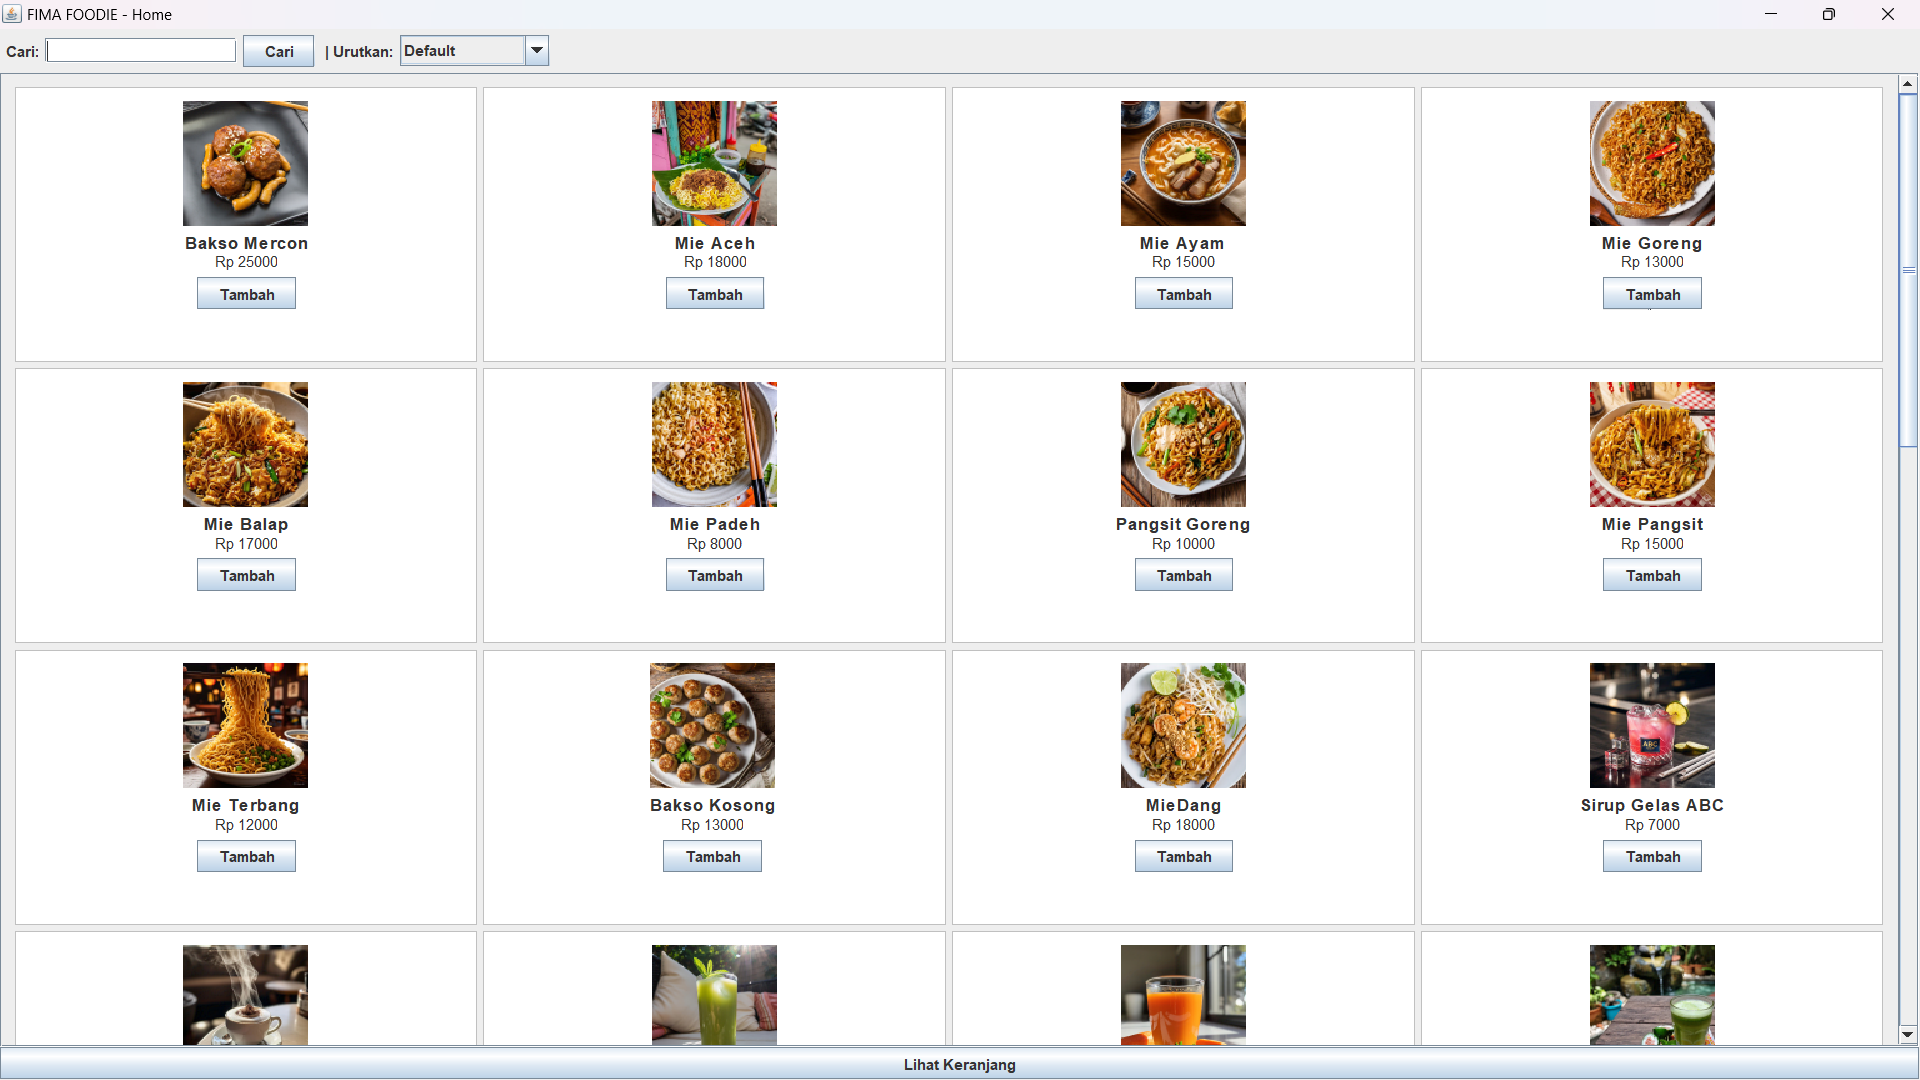 FIMA FOODIE - Home
Cari: Cari | Urutkan: Default
Bakso Mercon
Rp 25000
Tambah
Mie Aceh
Rp 18000
Tambah
Mie Ayam
Rp 15000
Tambah
Mie Goreng
Rp 13000
Tambah
Mie Balap
Rp 17000
Tambah
Mie Padeh
Rp 8000
Tambah
Pangsit Goreng
Rp 10000
Tambah
Mie Pangsit
Rp 15000
Tambah
Mie Terbang
Rp 12000
Tambah
Bakso Kosong
Rp 13000
Tambah
MieDang
Rp 18000
Tambah
ABC
Sirup Gelas ABC
Rp 7000
Tambah
Lihat Keranjang